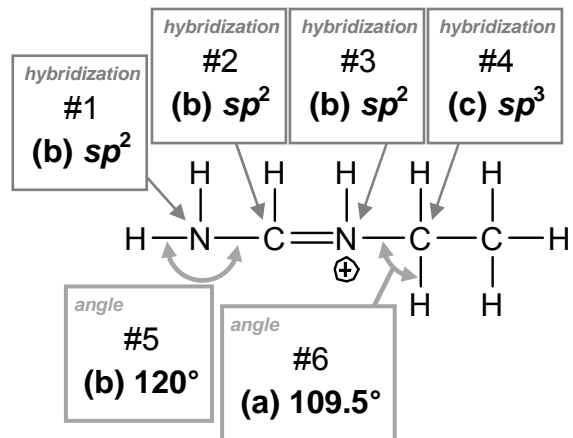 hybridization
#1
(b) sp²
hybridization
#2
(b) sp²
hybridization
#3
(b) sp²
hybridization
#4
(c) sp³
H H H H H
H N C N C C H
+
H H
angle
#5
(b) 120°
angle
#6
(a) 109.5°